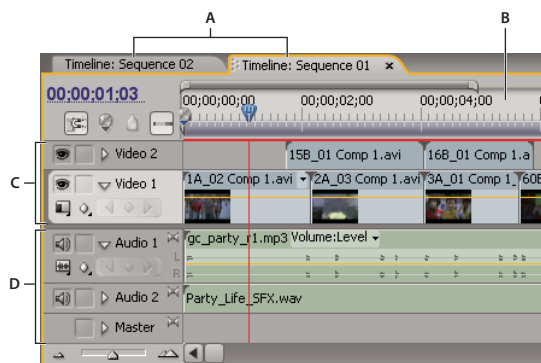 A
B
Timeline: Sequence 02
Timeline: Sequence 01 ×
00;00;01;03
00;00;00;00 00;00;02;00 00;00;04;00
C
Video 2
15B_01 Comp 1.avi 16B_01 Comp 1.a
Video 1
1A_02 Comp 1.avi 2A_03 Comp 1.avi 3A_01 Comp 1_ 60B
D
Audio 1
L
R
gc_party_r1.mp3 Volume:Level
Audio 2
Party_Life_SFX.wav
Master